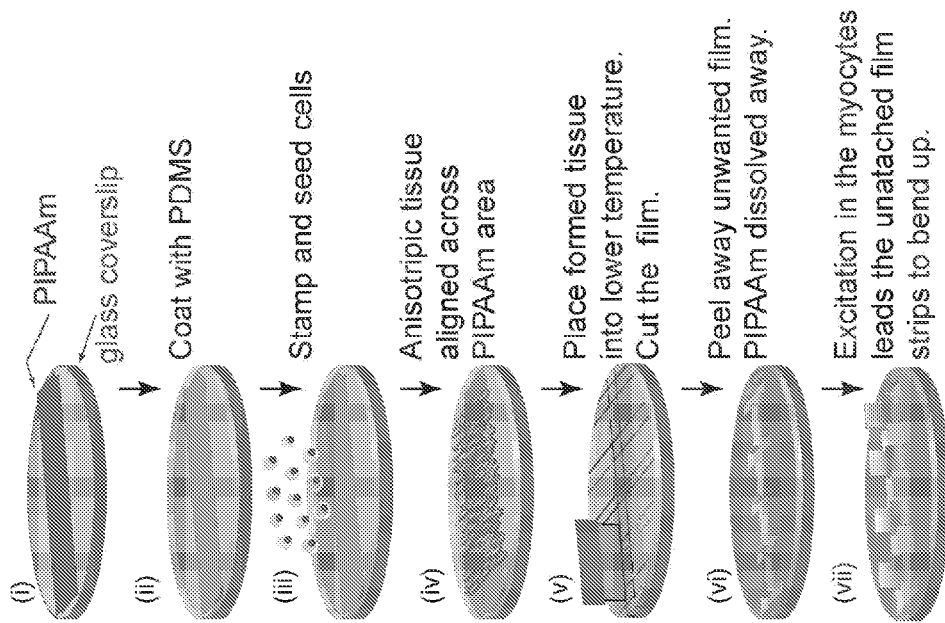 (i)
PIPAAm
glass coverslip
(ii)
Coat with PDMS
(iii)
Stamp and seed cells
(iv)
Anisotripic tissue
aligned across
PIPAAm area
(v)
Place formed tissue
into lower temperature.
Cut the film.
(vi)
Peel away unwanted film.
PIPAAm dissolved away.
(vii)
Excitation in the myocytes
leads the unatached film
strips to bend up.